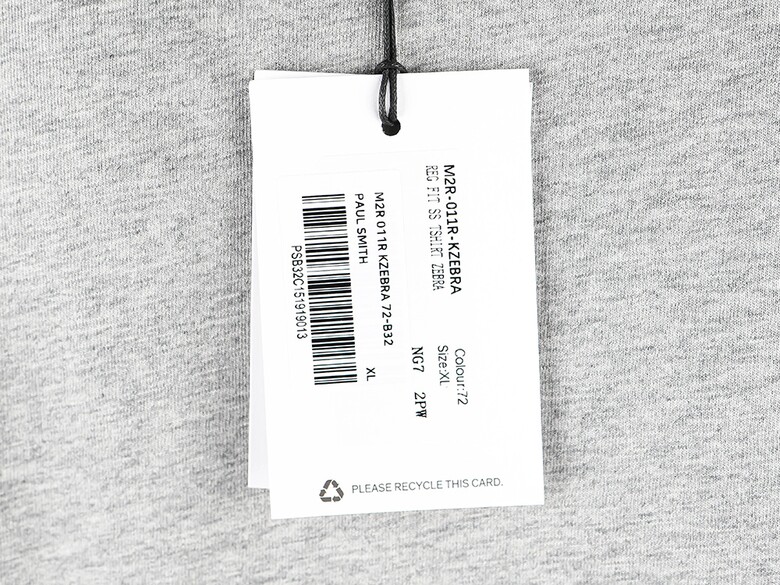 M2R-011R-KZEBRA
REG FIT SS TSHIRT ZEBRA
Colour:72
Size:XL
NG7 2PW
M2R 011R KZEBRA 72-B32
PAUL SMITH XL
PSB32C151919013
PLEASE RECYCLE THIS CARD.